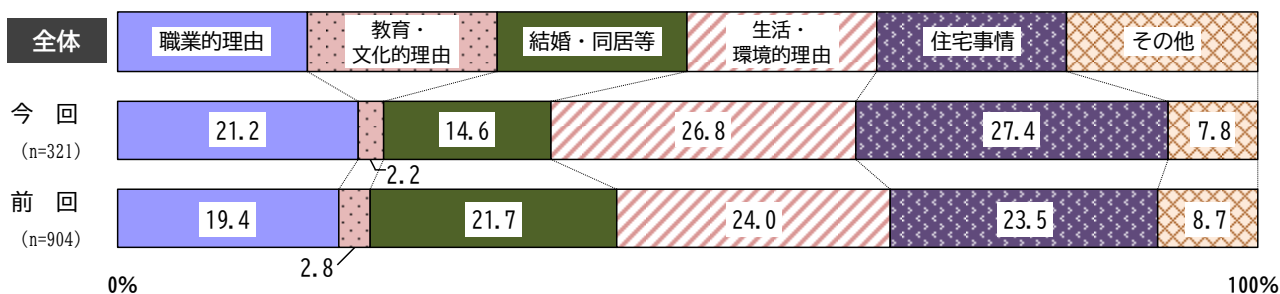 全体
職業的理由
教育・
文化的理由
結婚・同居等
生活・
環境的理由
住宅事情
その他
今 回
(n=321)
21.2
2.2
14.6
26.8
27.4
7.8
前 回
(n=904)
19.4
2.8
21.7
24.0
23.5
8.7
0%
100%